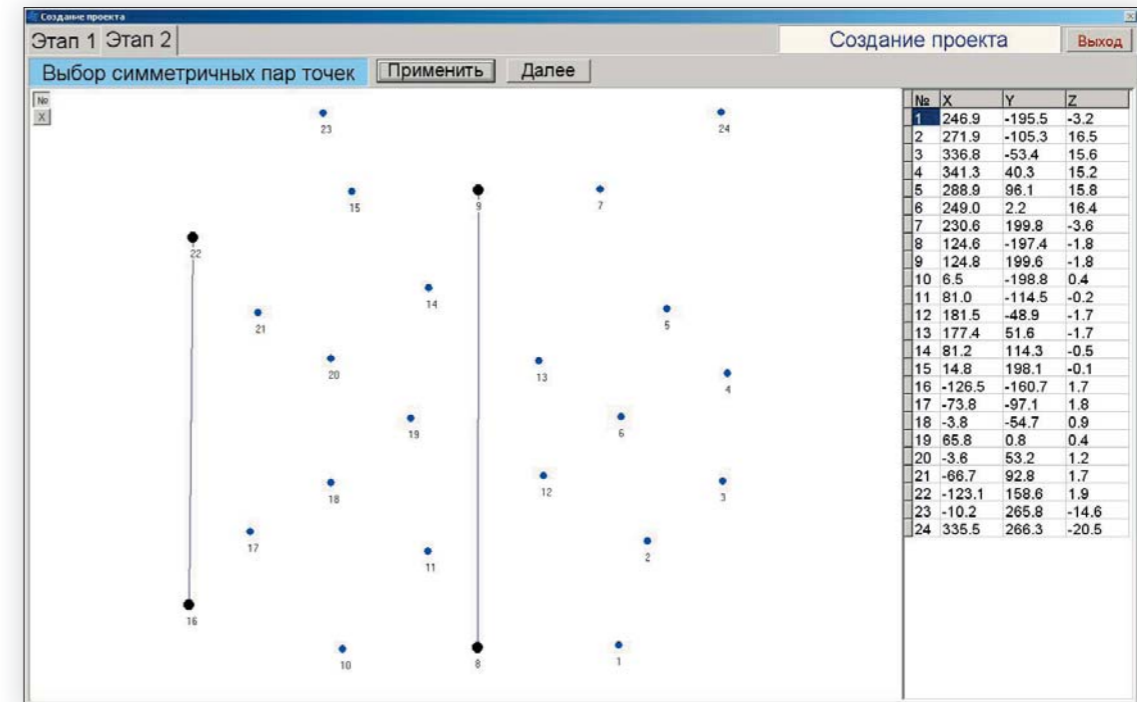 Создание проекта
Этап 1 Этап 2 Создание проекта Выход
Выбор симметричных пар точек Применить Далее
№
X
23 24
15 9 7
22
14
21 5
20 13 4
19 6
18 12 3
17 11 2
16
10 8 1
№ X Y Z
1 246.9 -195.5 -3.2
2 271.9 -105.3 16.5
3 336.8 -53.4 15.6
4 341.3 40.3 15.2
5 288.9 96.1 15.8
6 249.0 2.2 16.4
7 230.6 199.8 -3.6
8 124.6 -197.4 -1.8
9 124.8 199.6 -1.8
10 6.5 -198.8 0.4
11 81.0 -114.5 -0.2
12 181.5 -48.9 -1.7
13 177.4 51.6 -1.7
14 81.2 114.3 -0.5
15 14.8 198.1 -0.1
16 -126.5 -160.7 1.7
17 -73.8 -97.1 1.8
18 -3.8 -54.7 0.9
19 65.8 0.8 0.4
20 -3.6 53.2 1.2
21 -66.7 92.8 1.7
22 -123.1 158.6 1.9
23 -10.2 265.8 -14.6
24 335.5 266.3 -20.5